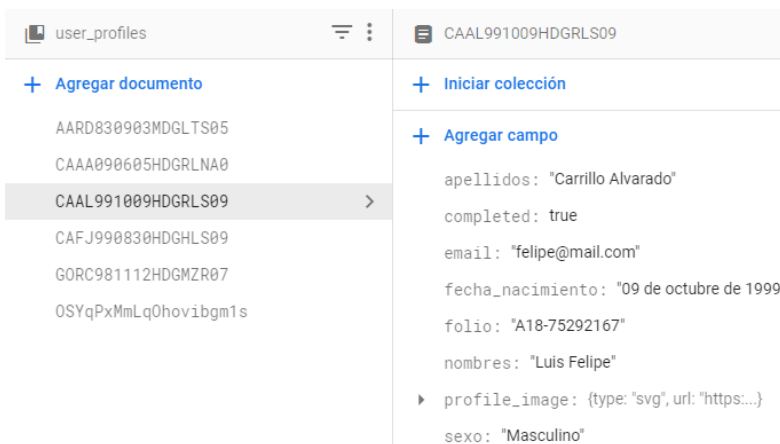 user_profiles
Agregar documento
AARD830903MDGLTS05
CAAA090605HDGRLNA0
CAAL991009HDGRLS09
CAFJ990830HDGHLS09
GORC981112HDGMZR07
OSYqPxMmLqOhovibgm1s
CAAL991009HDGRLS09
Iniciar colección
Agregar campo
apellidos: "Carrillo Alvarado"
completed: true
email: "felipe@mail.com"
fecha_nacimiento: "09 de octubre de 1999
folio: "A18-75292167"
nombres: "Luis Felipe"
profile_image: {type: "svg", url: "https:...}
sexo: "Masculino"